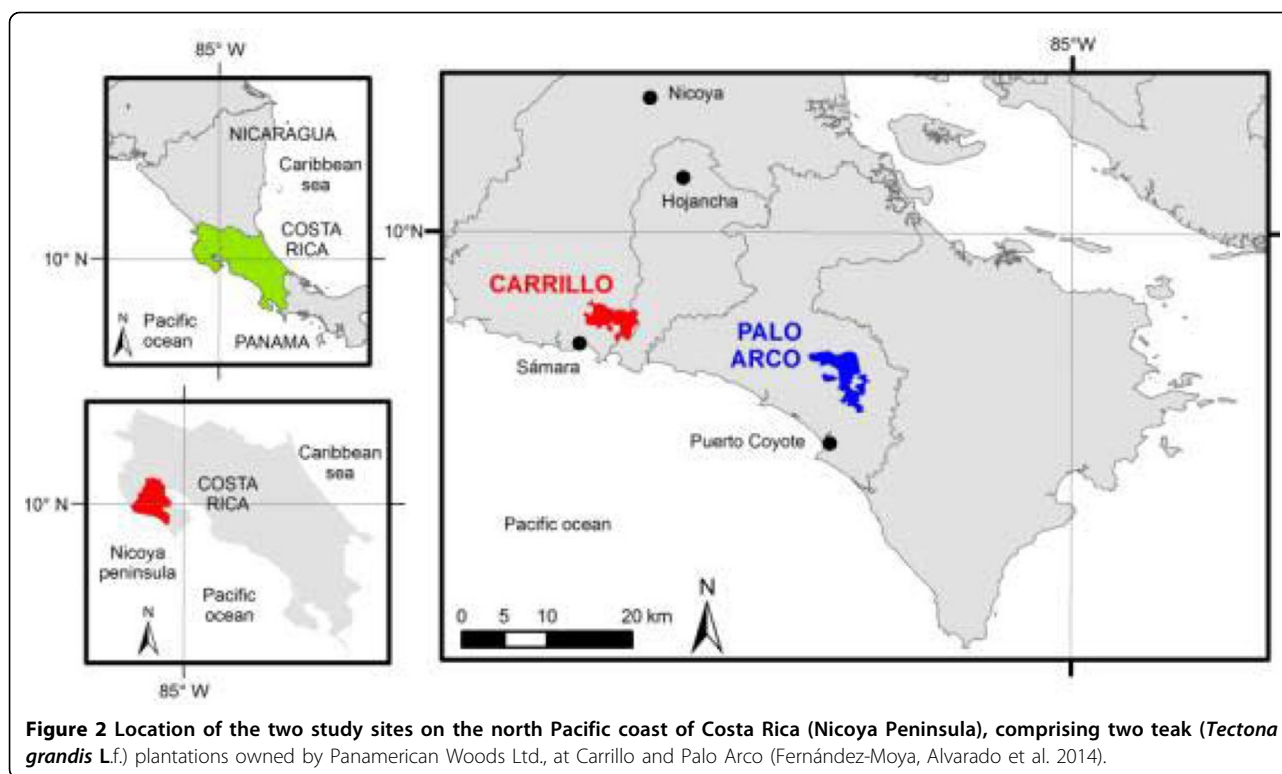 85° W
NICARAGUA
Caribbean
sea
COSTA
RICA
10° N
N
Pacific
ocean
PANAMA
Caribbean
sea
COSTA
RICA
10° N
Nicoya
peninsula
Pacific
ocean
N
85° W
85°W
Nicoya
Hojancha
10°N
CARRILLO
PALO
ARCO
Sámara
Puerto Coyote
Pacific ocean
N
0 5 10 20 km
Figure 2 Location of the two study sites on the north Pacific coast of Costa Rica (Nicoya Peninsula), comprising two teak (Tectona
grandis L.f.) plantations owned by Panamerican Woods Ltd., at Carrillo and Palo Arco (Fernández-Moya, Alvarado et al. 2014).